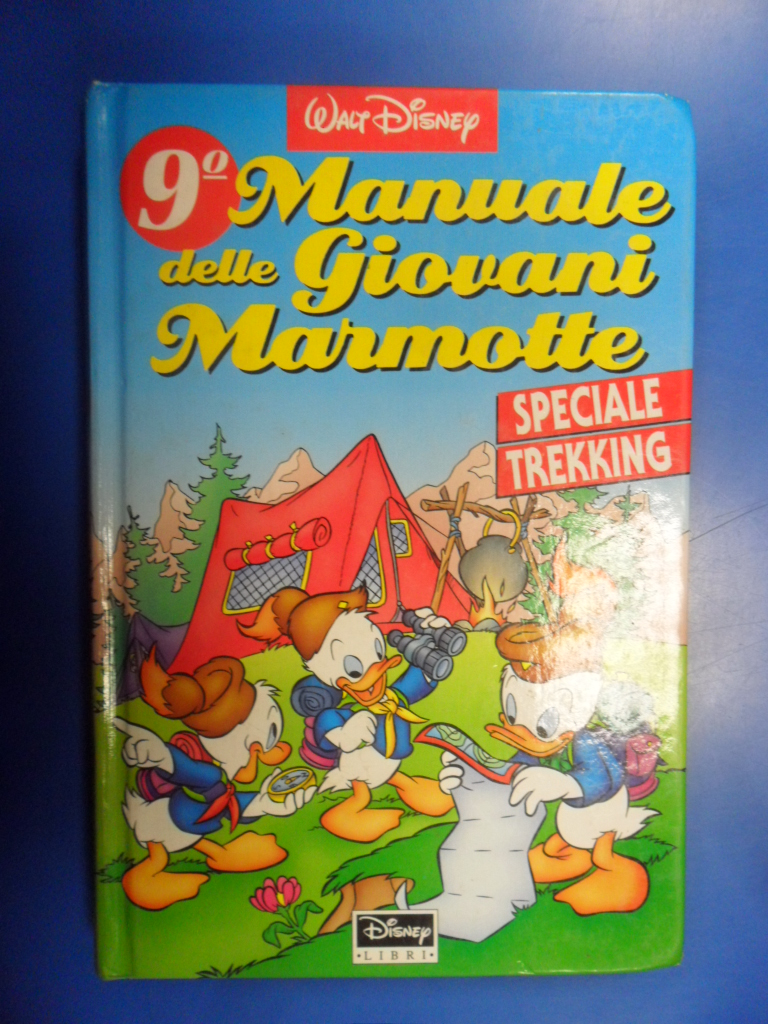 WALT DISNEY
9º Manuale
delle Giovani
Marmotte
SPECIALE
TREKKING
DISNEY
•LIBRI•